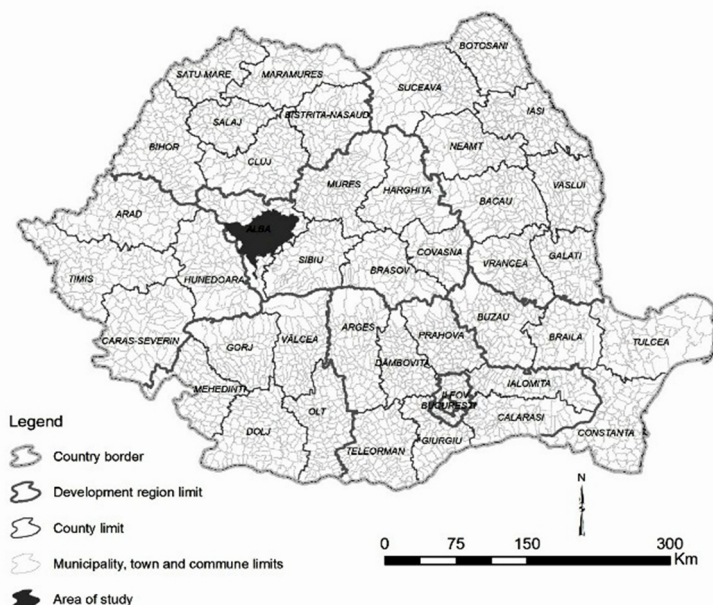 BOTOSANI
SATU-MARE
MARAMURES
SUCEAVA
IASI
SALAJ
BISTRITA-NASAUD
NEAMT
BIHOR
CLUJ
MURES
HARGHITA
BACAU
VASLUI
ARAD
ALBA
TIMIS
HUNEDOARA
SIBIU
BRASOV
COVASNA
VRANCEA
GALATI
CARAS-SEVERIN
GORJ
VÂLCEA
ARGES
PRAHOVA
BUZAU
BRAILA
TULCEA
DÂMBOVITA
MEHEDINTI
OLT
ILFOV
BUCURESTI
IALOMITA
CALARASI
DOLJ
TELEORMAN
GIURGIU
CONSTANTA
Legend
Country border
Development region limit
County limit
Municipality, town and commune limits
Area of study
N
0 75 150 300
Km